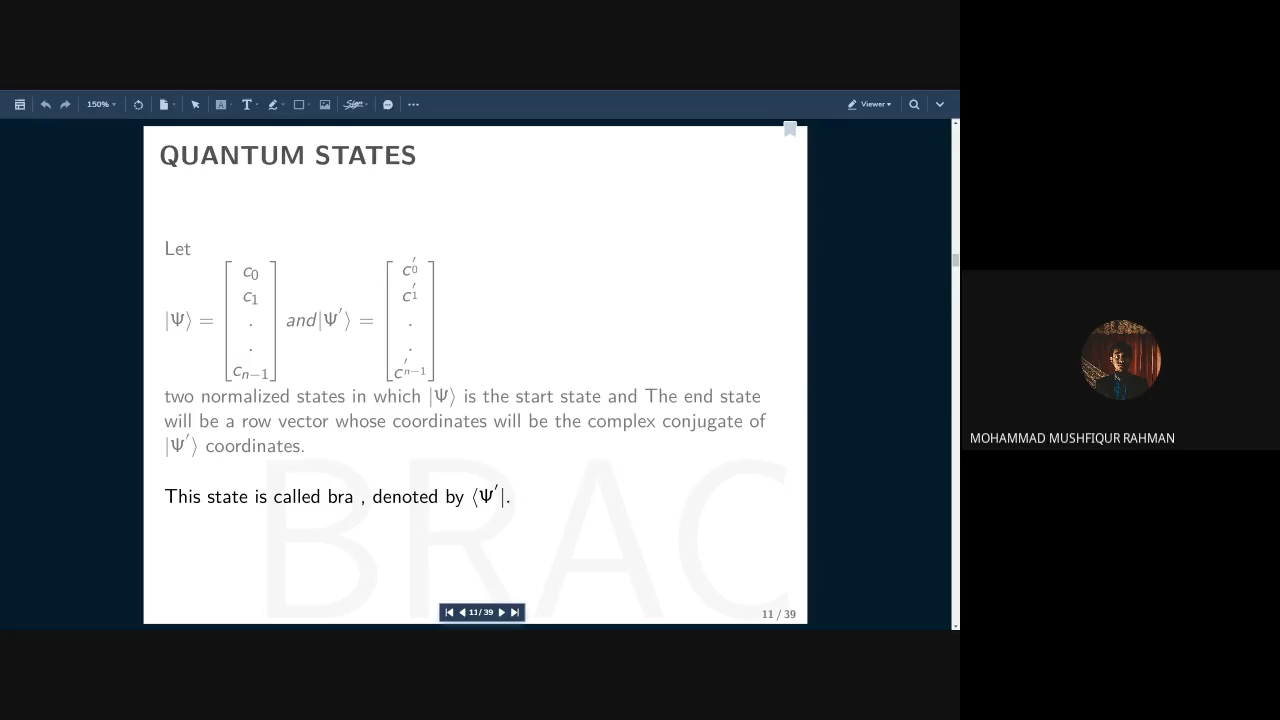 150%
Sign
Viewer
QUANTUM STATES
Let
|Ψ⟩ = [c₀ c₁ . . cₙ₋₁] and |Ψ′⟩ = [c′₀ c′₁ . . c′ₙ₋₁]
two normalized states in which |Ψ⟩ is the start state and The end state
will be a row vector whose coordinates will be the complex conjugate of
|Ψ′⟩ coordinates.
This state is called bra , denoted by ⟨Ψ′|.
BRAC
11 / 39
11 / 39
MOHAMMAD MUSHFIQUR RAHMAN